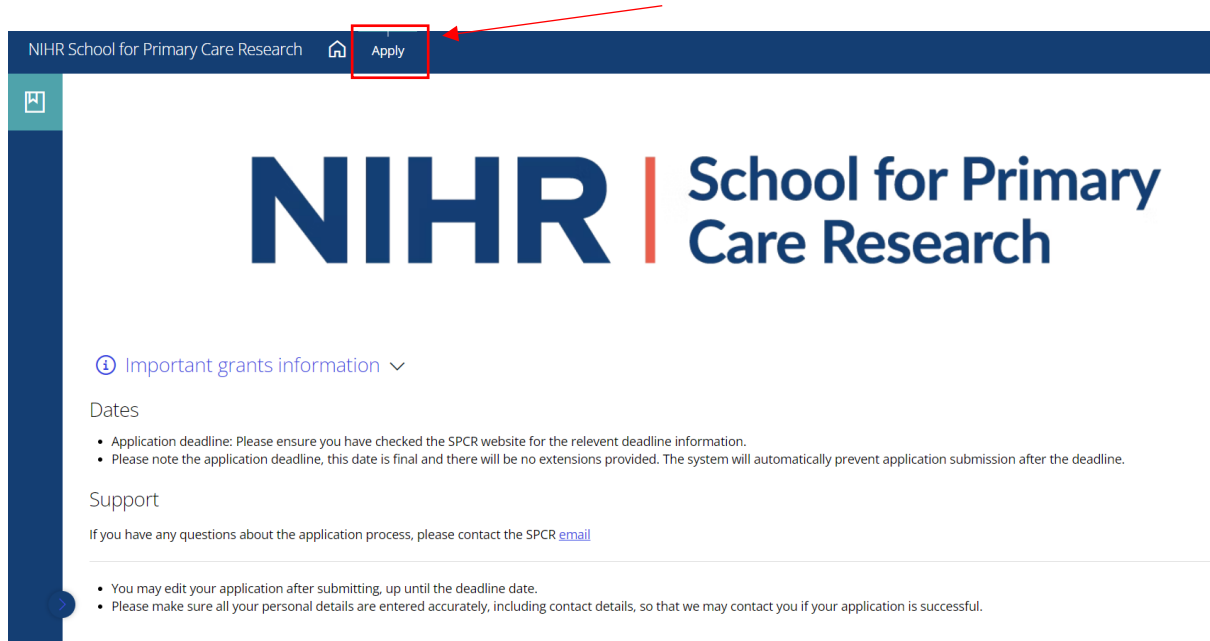 NIHR School for Primary Care Research Apply
NIHR School for Primary
Care Research
Important grants information
Dates
• Application deadline: Please ensure you have checked the SPCR website for the relevent deadline information.
• Please note the application deadline, this date is final and there will be no extensions provided. The system will automatically prevent application submission after the deadline.
Support
If you have any questions about the application process, please contact the SPCR email
• You may edit your application after submitting, up until the deadline date.
• Please make sure all your personal details are entered accurately, including contact details, so that we may contact you if your application is successful.